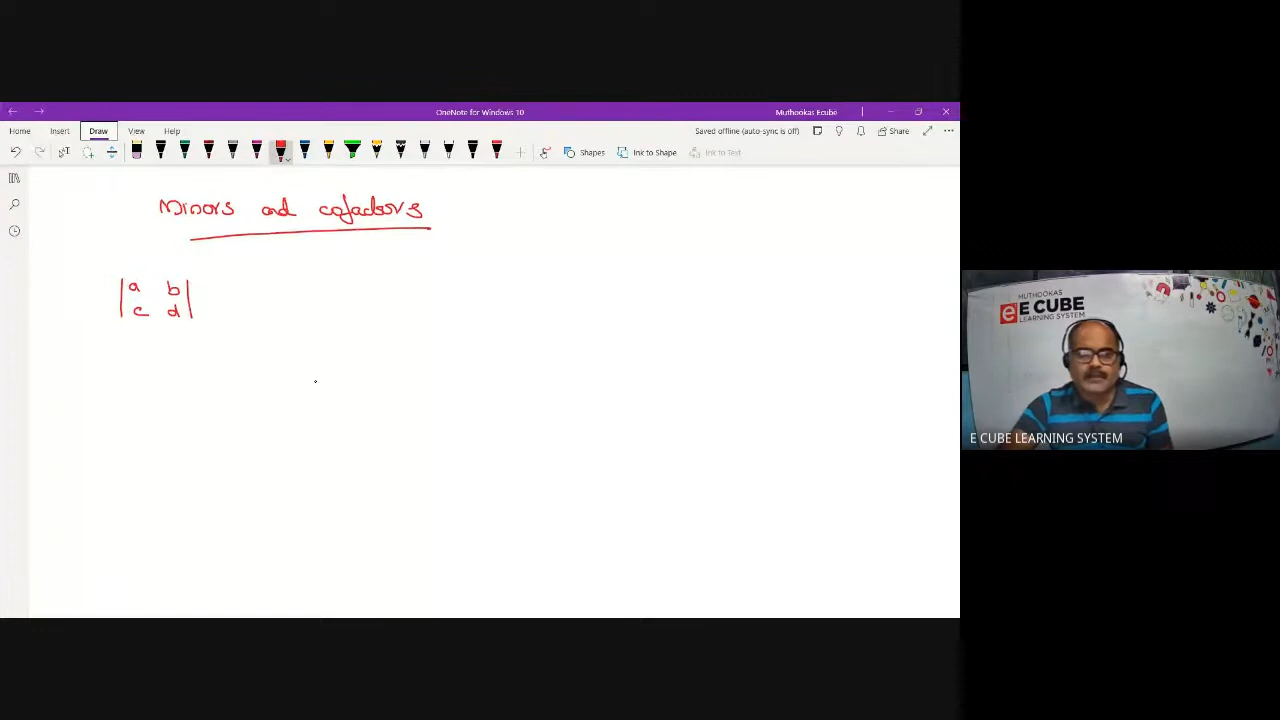 OneNote for Windows 10
Muthookas Ecube
Home Insert Draw View Help
Saved offline (auto-sync is off)
Share
Shapes
Ink to Shape
Ink to Text
Minors and cofactors
a b
c d
MUTHOOKAS
e E CUBE
LEARNING SYSTEM
E CUBE LEARNING SYSTEM